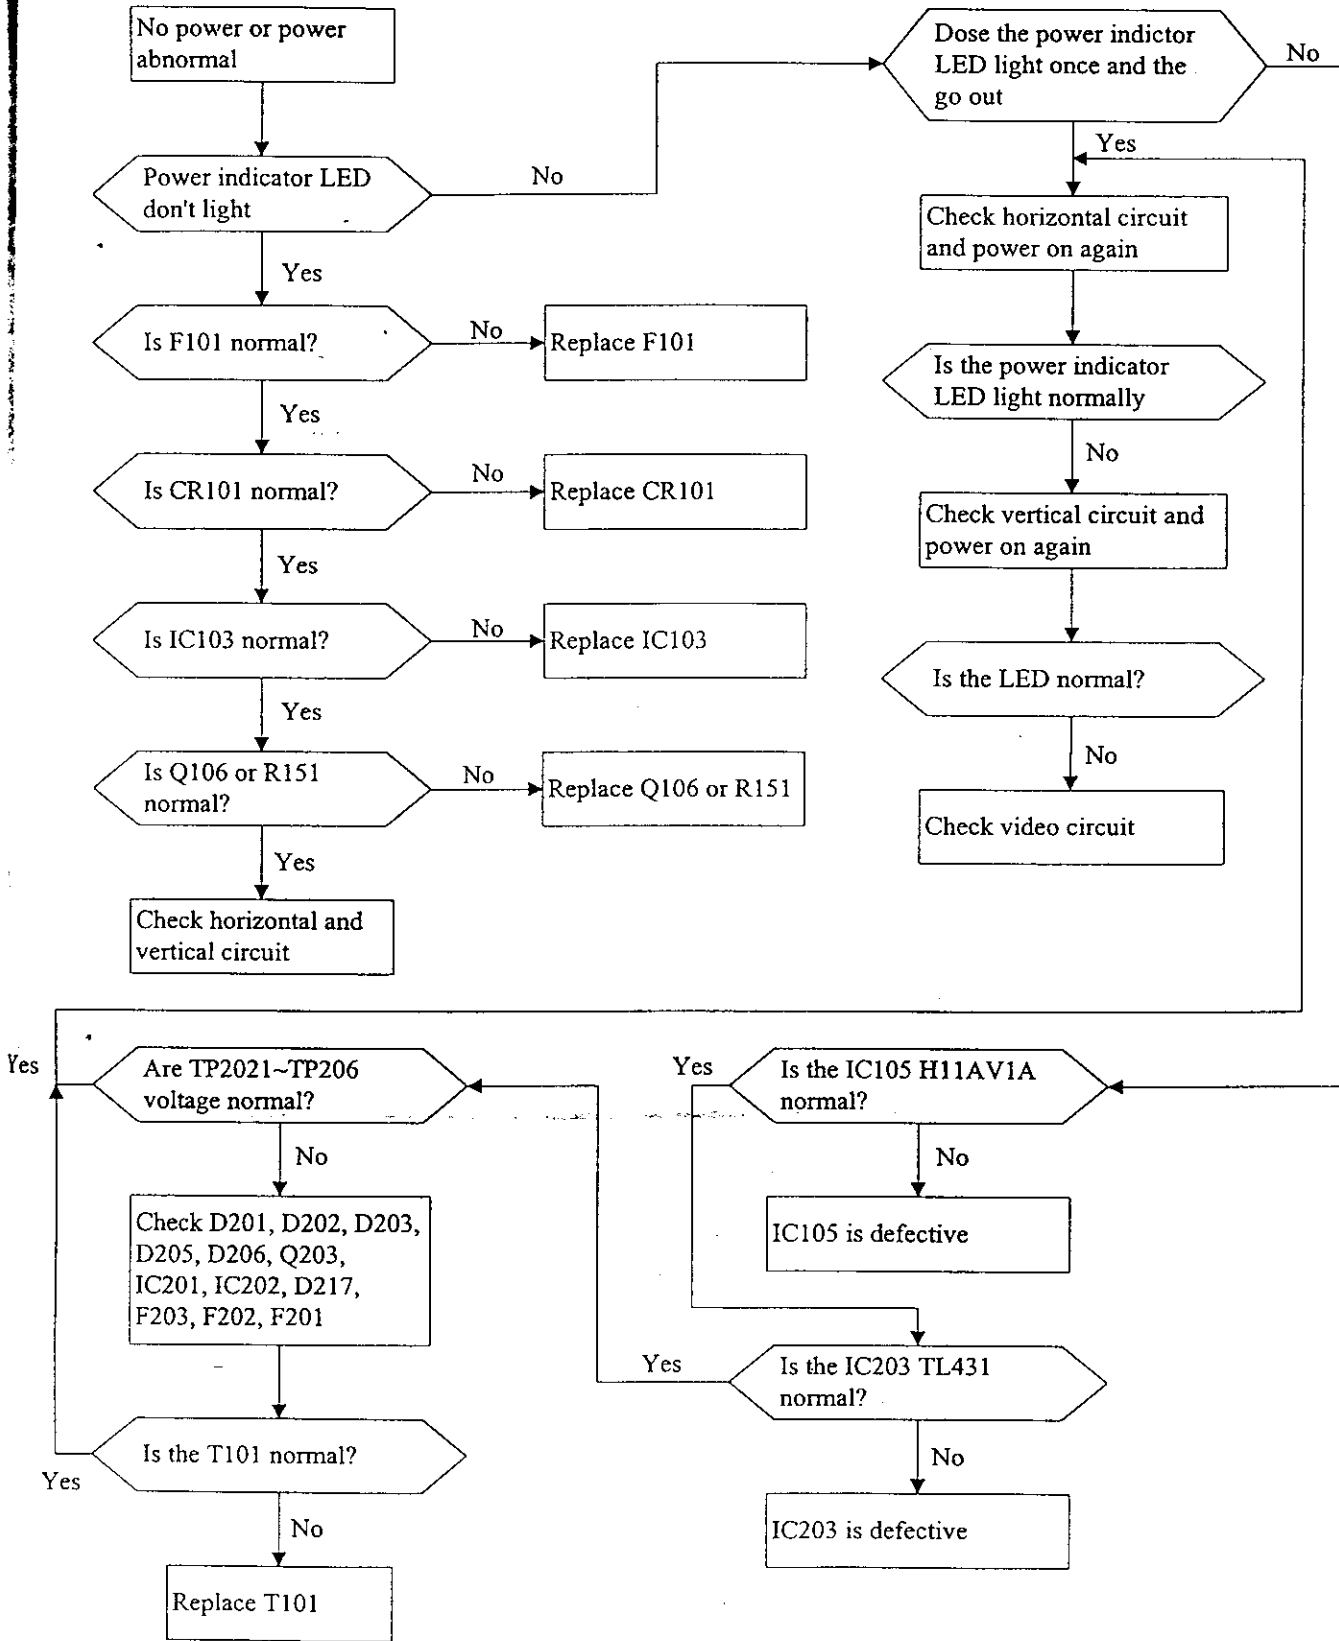 No power or power
abnormal
Power indicator LED
don't light
No
Yes
Is F101 normal?
No
Replace F101
Yes
Is CR101 normal?
No
Replace CR101
Yes
Is IC103 normal?
No
Replace IC103
Yes
Is Q106 or R151
normal?
No
Replace Q106 or R151
Yes
Check horizontal and
vertical circuit
Dose the power indictor
LED light once and the
go out
No
Yes
Check horizontal circuit
and power on again
Is the power indicator
LED light normally
No
Check vertical circuit and
power on again
Is the LED normal?
No
Check video circuit
Yes
Are TP2021~TP206
voltage normal?
No
Check D201, D202, D203,
D205, D206, Q203,
IC201, IC202, D217,
F203, F202, F201
Is the T101 normal?
Yes
No
Replace T101
Yes
Is the IC105 H11AV1A
normal?
No
IC105 is defective
Yes
Is the IC203 TL431
normal?
No
IC203 is defective